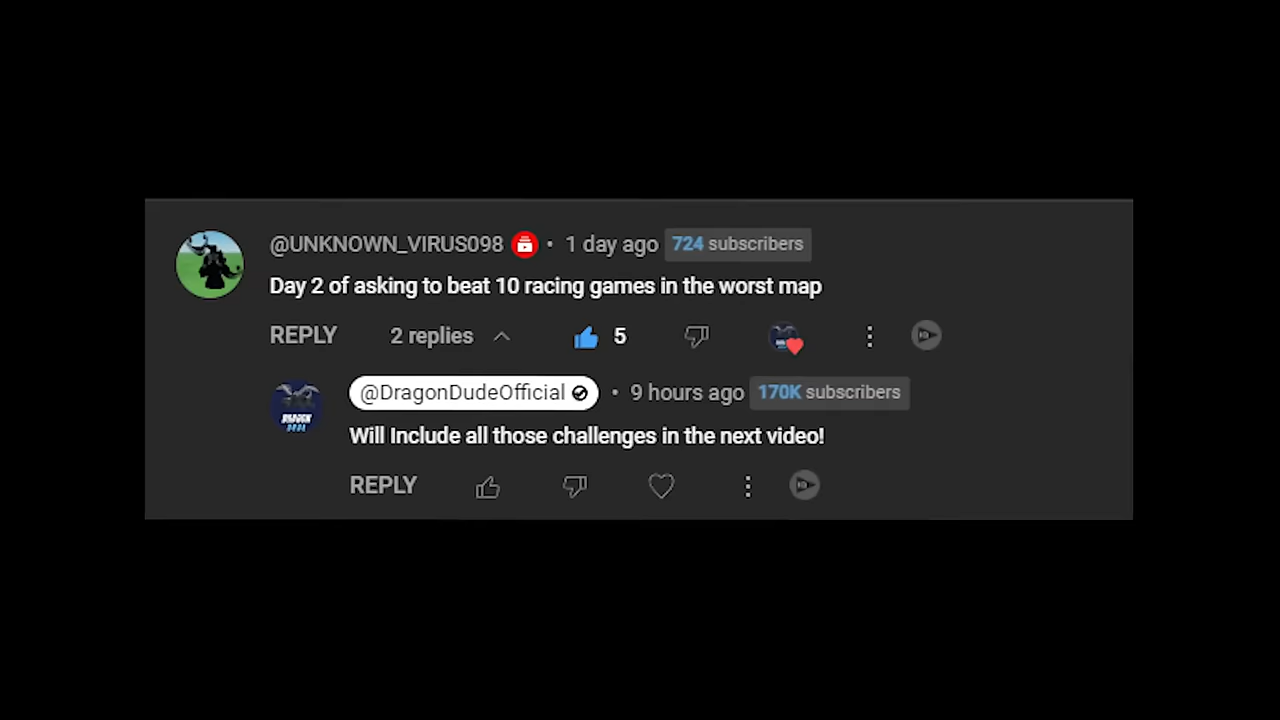 @UNKNOWN_VIRUS098 • 1 day ago 724 subscribers
Day 2 of asking to beat 10 racing games in the worst map
REPLY 2 replies 5
@DragonDudeOfficial • 9 hours ago 170K subscribers
DRAGON
DUDE
Will Include all those challenges in the next video!
REPLY